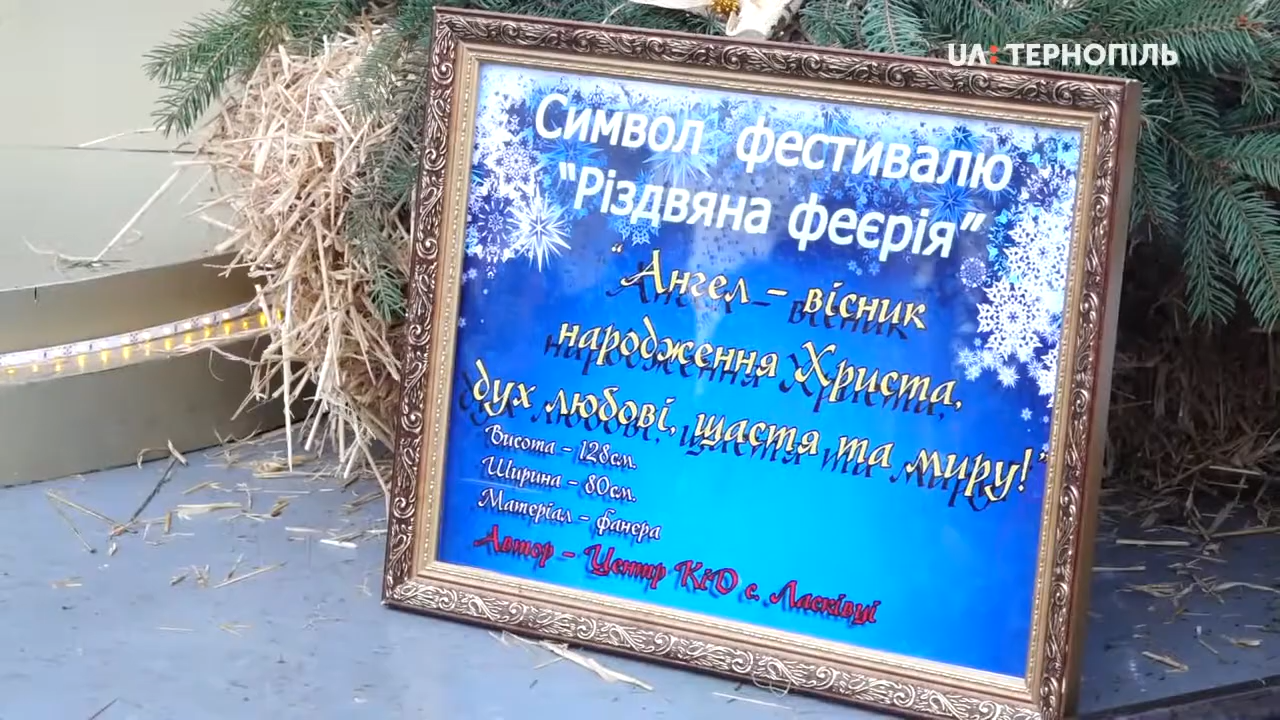 UA: ТЕРНОПІЛЬ
Символ фестивалю
"Різдвяна феєрія"
"Ангел – вісник
народження Христа,
дух любові, щастя та миру!"
Висота – 128см.
Ширина – 80см.
Матеріал – фанера
Автор – Центр КіД с. Ласківці